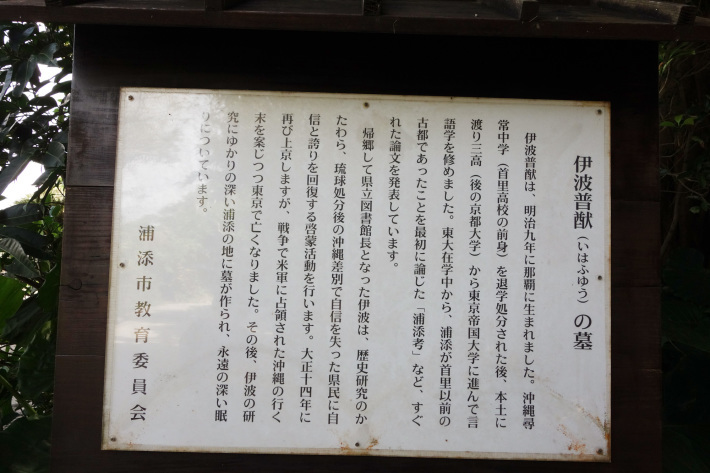 伊波普猷(いはふゆう)の墓
伊波普猷は、明治九年に那覇に生まれました。沖縄尋
常中学(首里高校の前身)を退学処分された後、本土に
渡り三高(後の京都大学)から東京帝国大学に進んで言
語学を修めました。東大在学中から、浦添が首里以前の
古都であったことを最初に論じた「浦添考」など、すぐ
れた論文を発表しています。
帰郷して県立図書館長となった伊波は、歴史研究のか
たわら、琉球処分後の沖縄差別で自信を失った県民に自
信と誇りを回復する啓蒙活動を行います。大正十四年に
再び上京しますが、戦争で米軍に占領された沖縄の行く
末を案じつつ東京で亡くなりました。その後、伊波の研
究にゆかりの深い浦添の地に墓が作られ、永遠の深い眠
りについています。
浦添市教育委員会